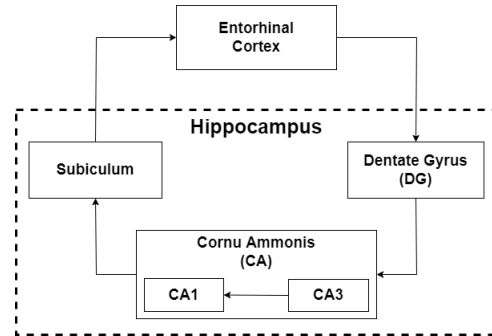 Entorhinal
Cortex
Hippocampus
Subiculum
Dentate Gyrus
(DG)
Cornu Ammonis
(CA)
CA1
CA3